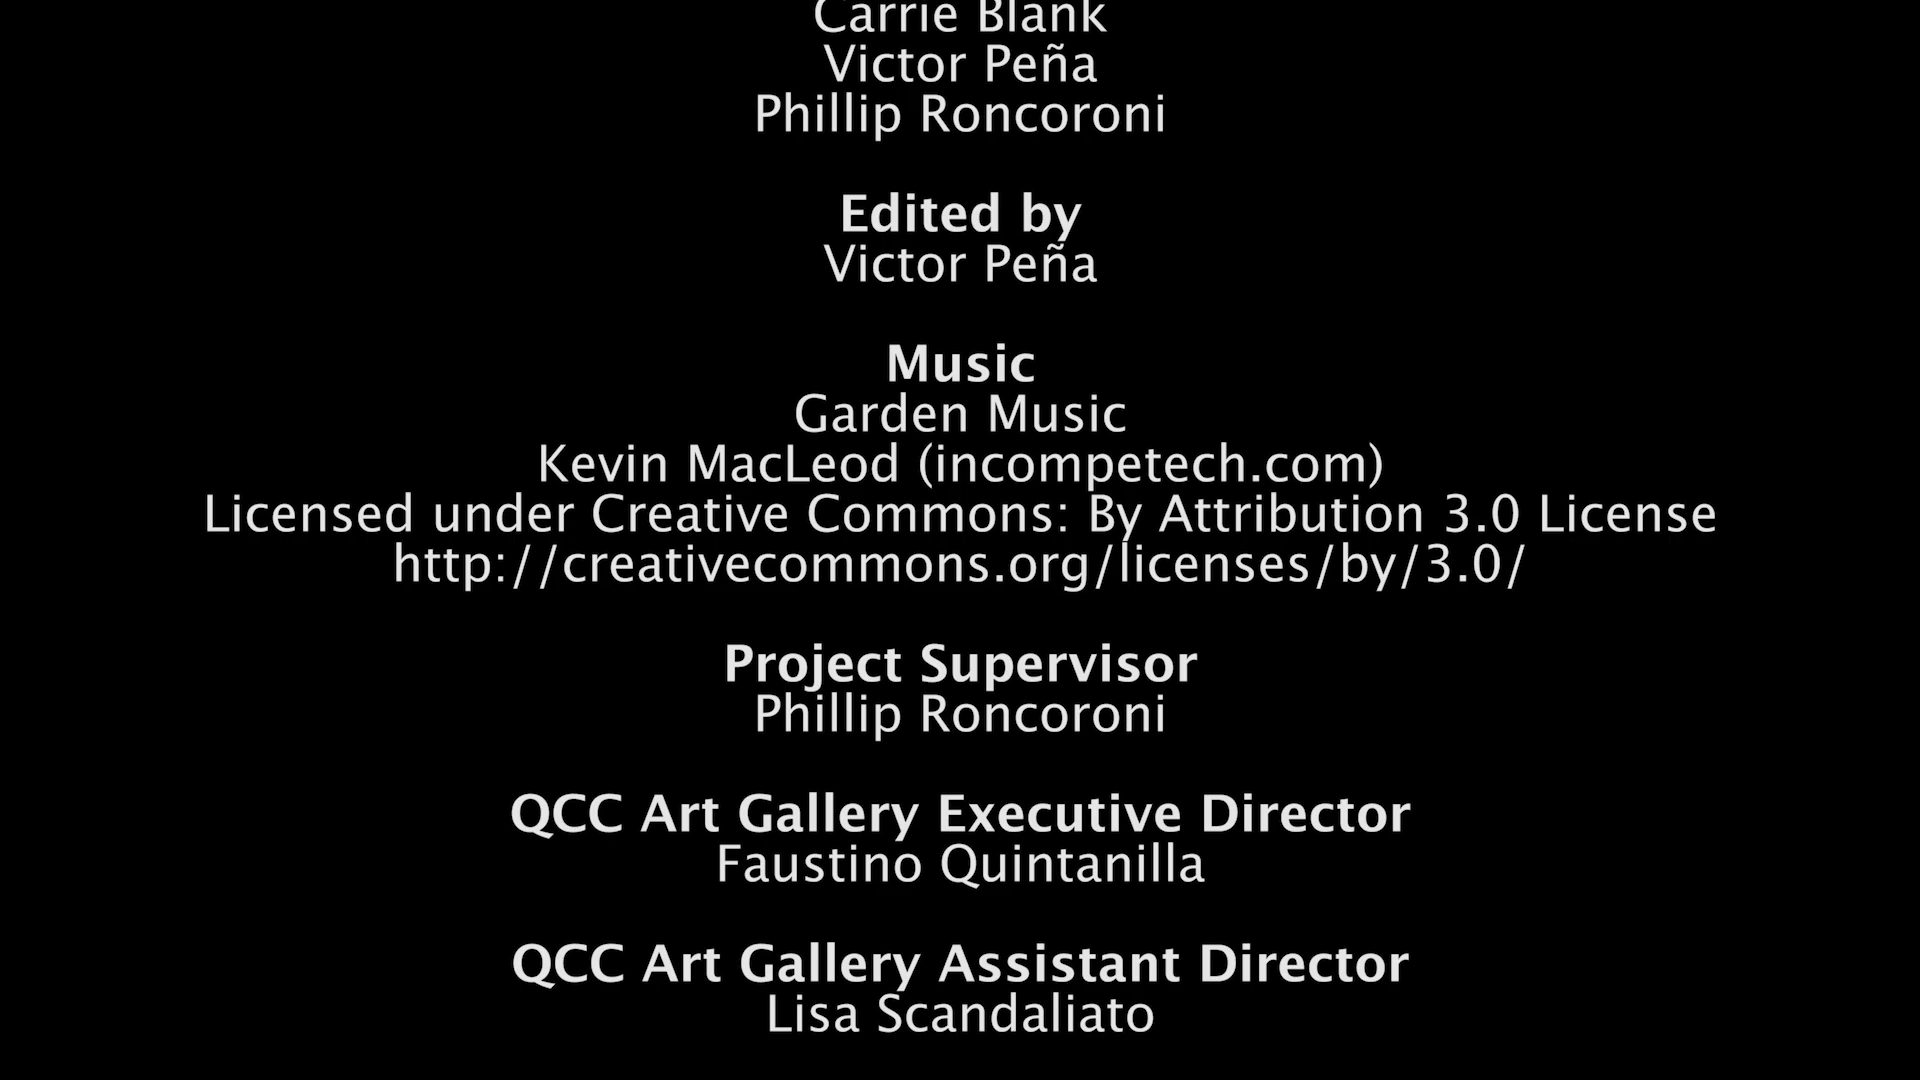 Carrie Blank
Victor Peña
Phillip Roncoroni
Edited by
Victor Peña
Music
Garden Music
Kevin MacLeod (incompetech.com)
Licensed under Creative Commons: By Attribution 3.0 License
http://creativecommons.org/licenses/by/3.0/
Project Supervisor
Phillip Roncoroni
QCC Art Gallery Executive Director
Faustino Quintanilla
QCC Art Gallery Assistant Director
Lisa Scandaliato